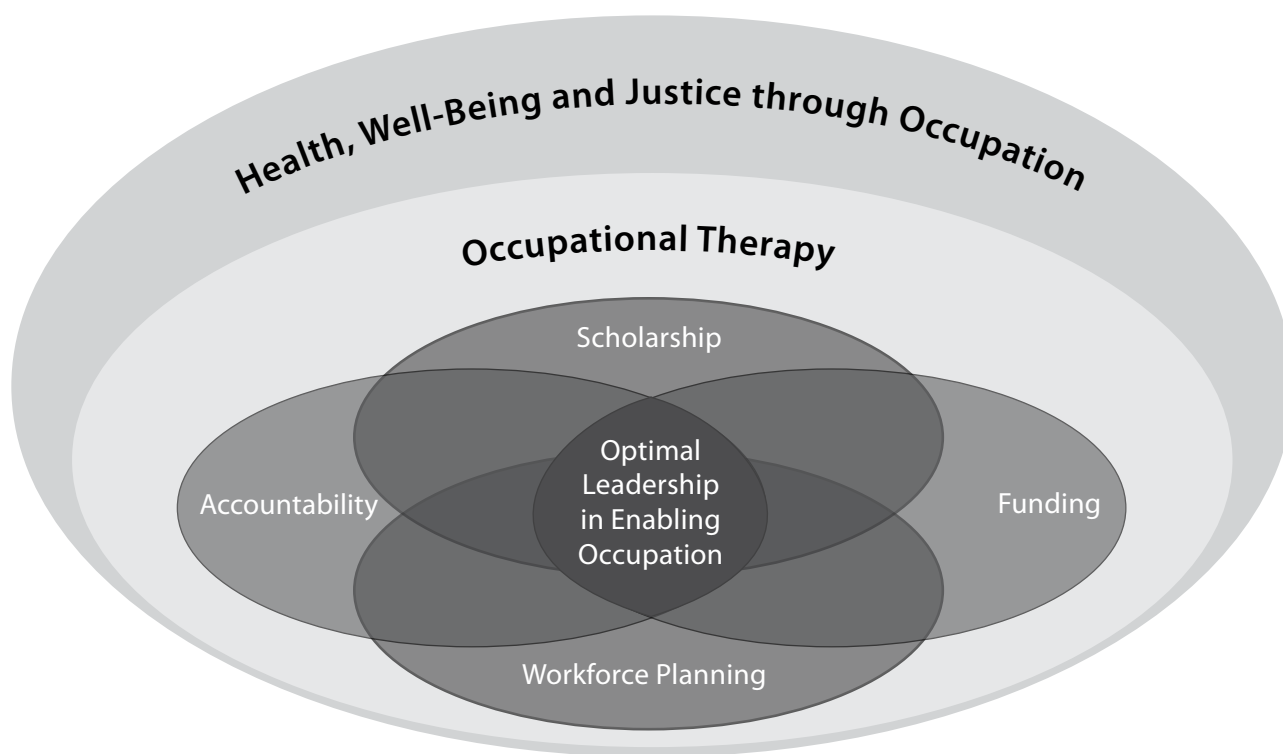 Health, Well-Being and Justice through Occupation
Occupational Therapy
Scholarship
Accountability
Optimal
Leadership
in Enabling
Occupation
Funding
Workforce Planning